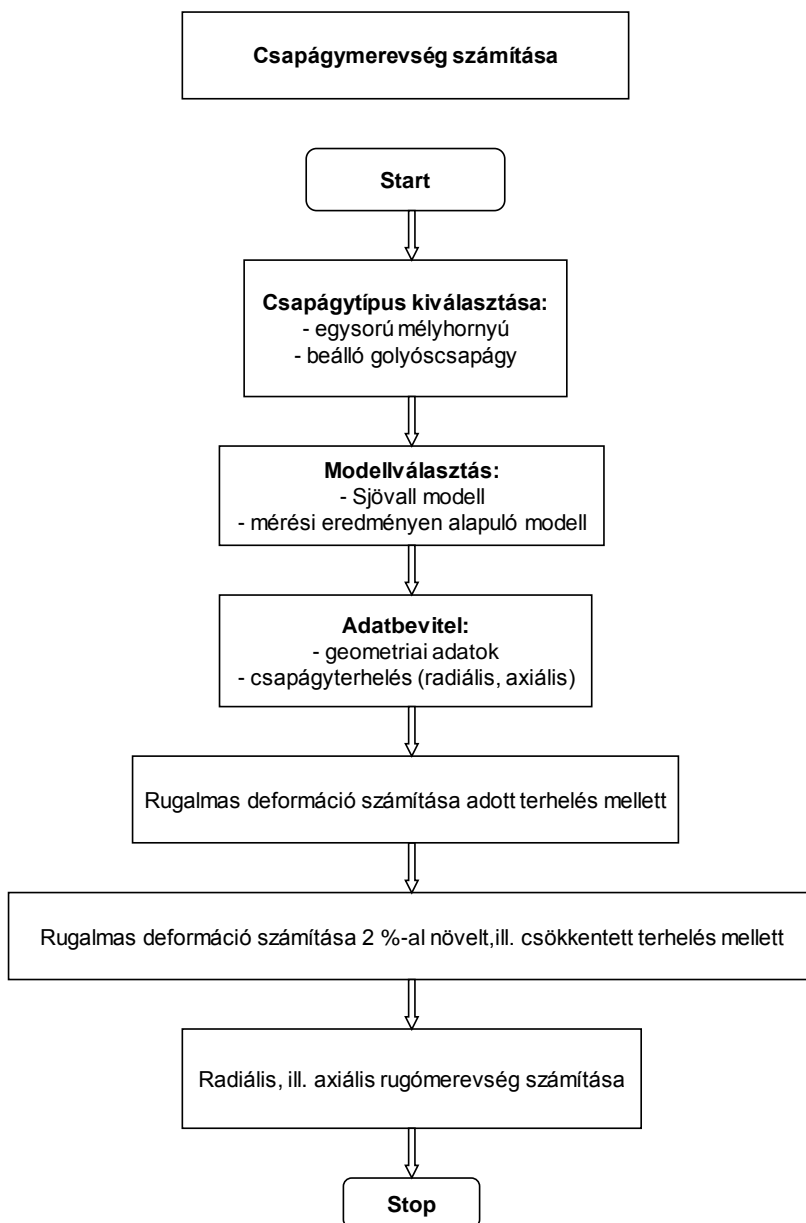 Csapágymerevség számítása
Start
Csapágytípus kiválasztása:
- egysorú mélyhornyú
- beálló golyóscsapágy
Modellválasztás:
- Sjövall modell
- mérési eredményen alapuló modell
Adatbevitel:
- geometriai adatok
- csapágyterhelés (radiális, axiális)
Rugalmas deformáció számítása adott terhelés mellett
Rugalmas deformáció számítása 2 %-al növelt,ill. csökkentett terhelés mellett
Radiális, ill. axiális rugómerevség számítása
Stop